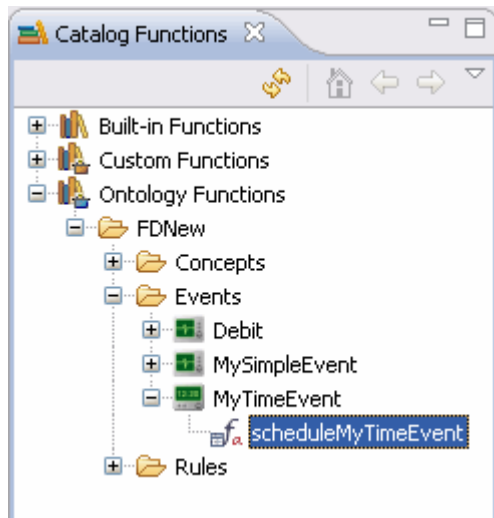 Catalog Functions
Built-in Functions
Custom Functions
Ontology Functions
FDNew
Concepts
Events
Debit
MySimpleEvent
MyTimeEvent
scheduleMyTimeEvent
Rules